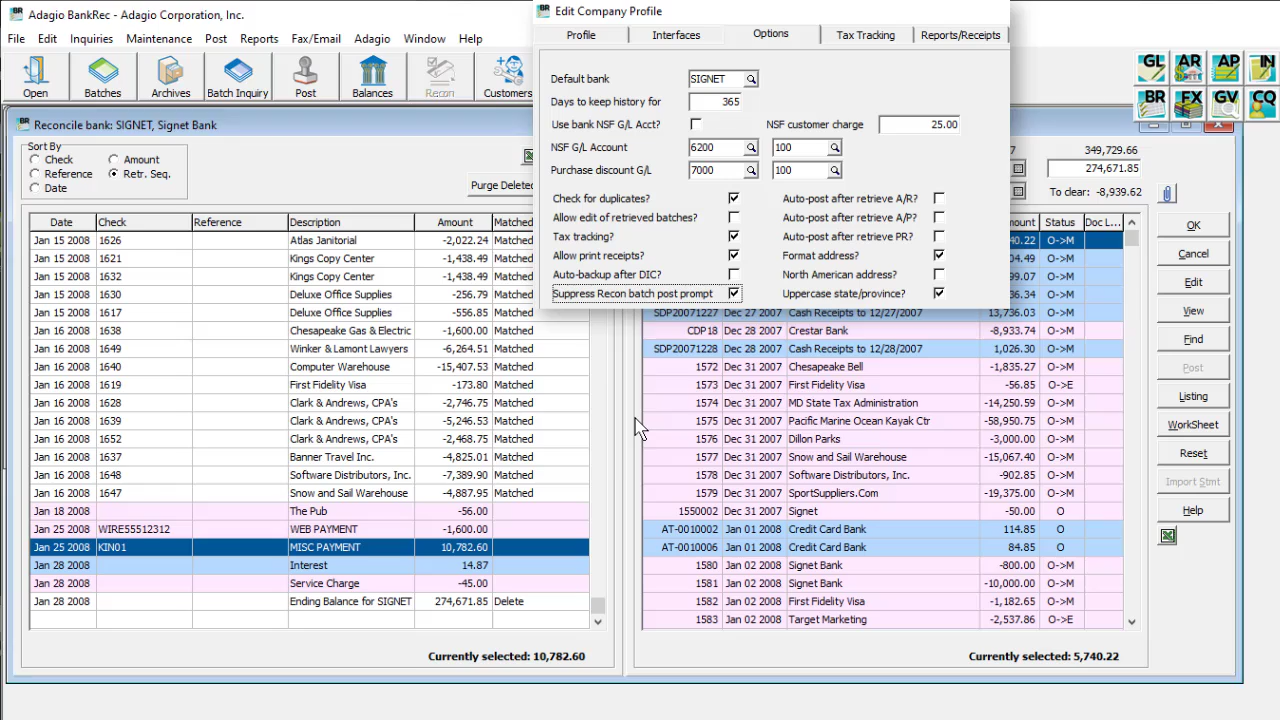 Adagio BankRec - Adagio Corporation, Inc.
File Edit Inquiries Maintenance Post Reports Fax/Email Adagio Window Help
Open Batches Archives Batch Inquiry Post Balances Recon Customers
GL AR AP IN
BR FX GV CQ
Edit Company Profile
Profile Interfaces Options Tax Tracking Reports/Receipts
Default bank SIGNET
Days to keep history for 365
Use bank NSF G/L Acct? NSF customer charge 25.00
NSF G/L Account 6200 100
Purchase discount G/L 7000 100
Check for duplicates? Auto-post after retrieve A/R?
Allow edit of retrieved batches? Auto-post after retrieve A/P?
Tax tracking? Auto-post after retrieve PR?
Allow print receipts? Format address?
Auto-backup after DIC? North American address?
Suppress Recon batch post prompt Uppercase state/province?
Reconcile bank: SIGNET, Signet Bank
Sort By
Check Amount
Reference Retr. Seq.
Date
Purge Deleted
349,729.66
274,671.85
To clear: -8,939.62
Date Check Reference Description Amount Matched
Jan 15 2008 1626 Atlas Janitorial -2,022.24 Matched
Jan 15 2008 1621 Kings Copy Center -3,258.44 Matched
Jan 15 2008 1632 Kings Copy Center -3,258.44 Matched
Jan 15 2008 1630 Deluxe Office Supplies -256.79 Matched
Jan 15 2008 1617 Deluxe Office Supplies -556.85 Matched
Jan 16 2008 1638 Chesapeake Gas & Electric -1,600.00 Matched
Jan 16 2008 1649 Winker & Lamont Lawyers -6,264.51 Matched
Jan 16 2008 1640 Computer Warehouse -15,407.53 Matched
Jan 16 2008 1619 First Fidelity Visa -173.80 Matched
Jan 16 2008 1628 Clark & Andrews, CPA's -2,746.75 Matched
Jan 16 2008 1639 Clark & Andrews, CPA's -5,246.53 Matched
Jan 16 2008 1652 Clark & Andrews, CPA's -2,468.75 Matched
Jan 16 2008 1637 Banner Travel Inc. -4,825.01 Matched
Jan 16 2008 1648 Software Distributors, Inc. -7,389.90 Matched
Jan 16 2008 1647 Snow and Sail Warehouse -4,887.95 Matched
Jan 18 2008 The Pub -56.00
Jan 25 2008 WIRE55512312 WEB PAYMENT -1,600.00
Jan 25 2008 KIN01 MISC PAYMENT 10,782.60
Jan 28 2008 Interest 14.87
Jan 28 2008 Service Charge -45.00
Jan 28 2008 Ending Balance for SIGNET 274,671.85 Delete
Currently selected: 10,782.60
Amount Status Doc L...
40.22 O->M
04.49 O->M
36.26 O->M
36.34 O->M
SDP20071227 Dec 27 2007 Cash Receipts to 12/27/2007 13,736.03 O->M
CDP18 Dec 28 2007 Crestar Bank -8,933.74 O->M
SDP20071228 Dec 28 2007 Cash Receipts to 12/28/2007 1,026.30 O->M
1572 Dec 31 2007 Chesapeake Bell -1,835.27 O->M
1573 Dec 31 2007 First Fidelity Visa -56.85 O->E
1574 Dec 31 2007 MD State Tax Administration -14,250.59 O->M
1575 Dec 31 2007 Pacific Marine Ocean Kayak Ctr -58,950.75 O->M
1576 Dec 31 2007 Dillon Parks -3,000.00 O->M
1577 Dec 31 2007 Snow and Sail Warehouse -15,067.40 O->M
1578 Dec 31 2007 Software Distributors, Inc. -902.85 O->M
1579 Dec 31 2007 SportSuppliers.Com -19,375.00 O->M
1550002 Dec 31 2007 Signet -50.00 O
AT-0010002 Jan 01 2008 Credit Card Bank 114.85 O
AT-0010006 Jan 01 2008 Credit Card Bank 84.85 O
1580 Jan 02 2008 Signet Bank -800.00 O->M
1581 Jan 02 2008 Signet Bank -10,000.00 O->M
1582 Jan 02 2008 First Fidelity Visa -1,182.65 O->M
1583 Jan 02 2008 Target Marketing -2,537.86 O->E
Currently selected: 5,740.22
OK
Cancel
Edit
View
Find
Post
Listing
WorkSheet
Reset
Import Stmt
Help